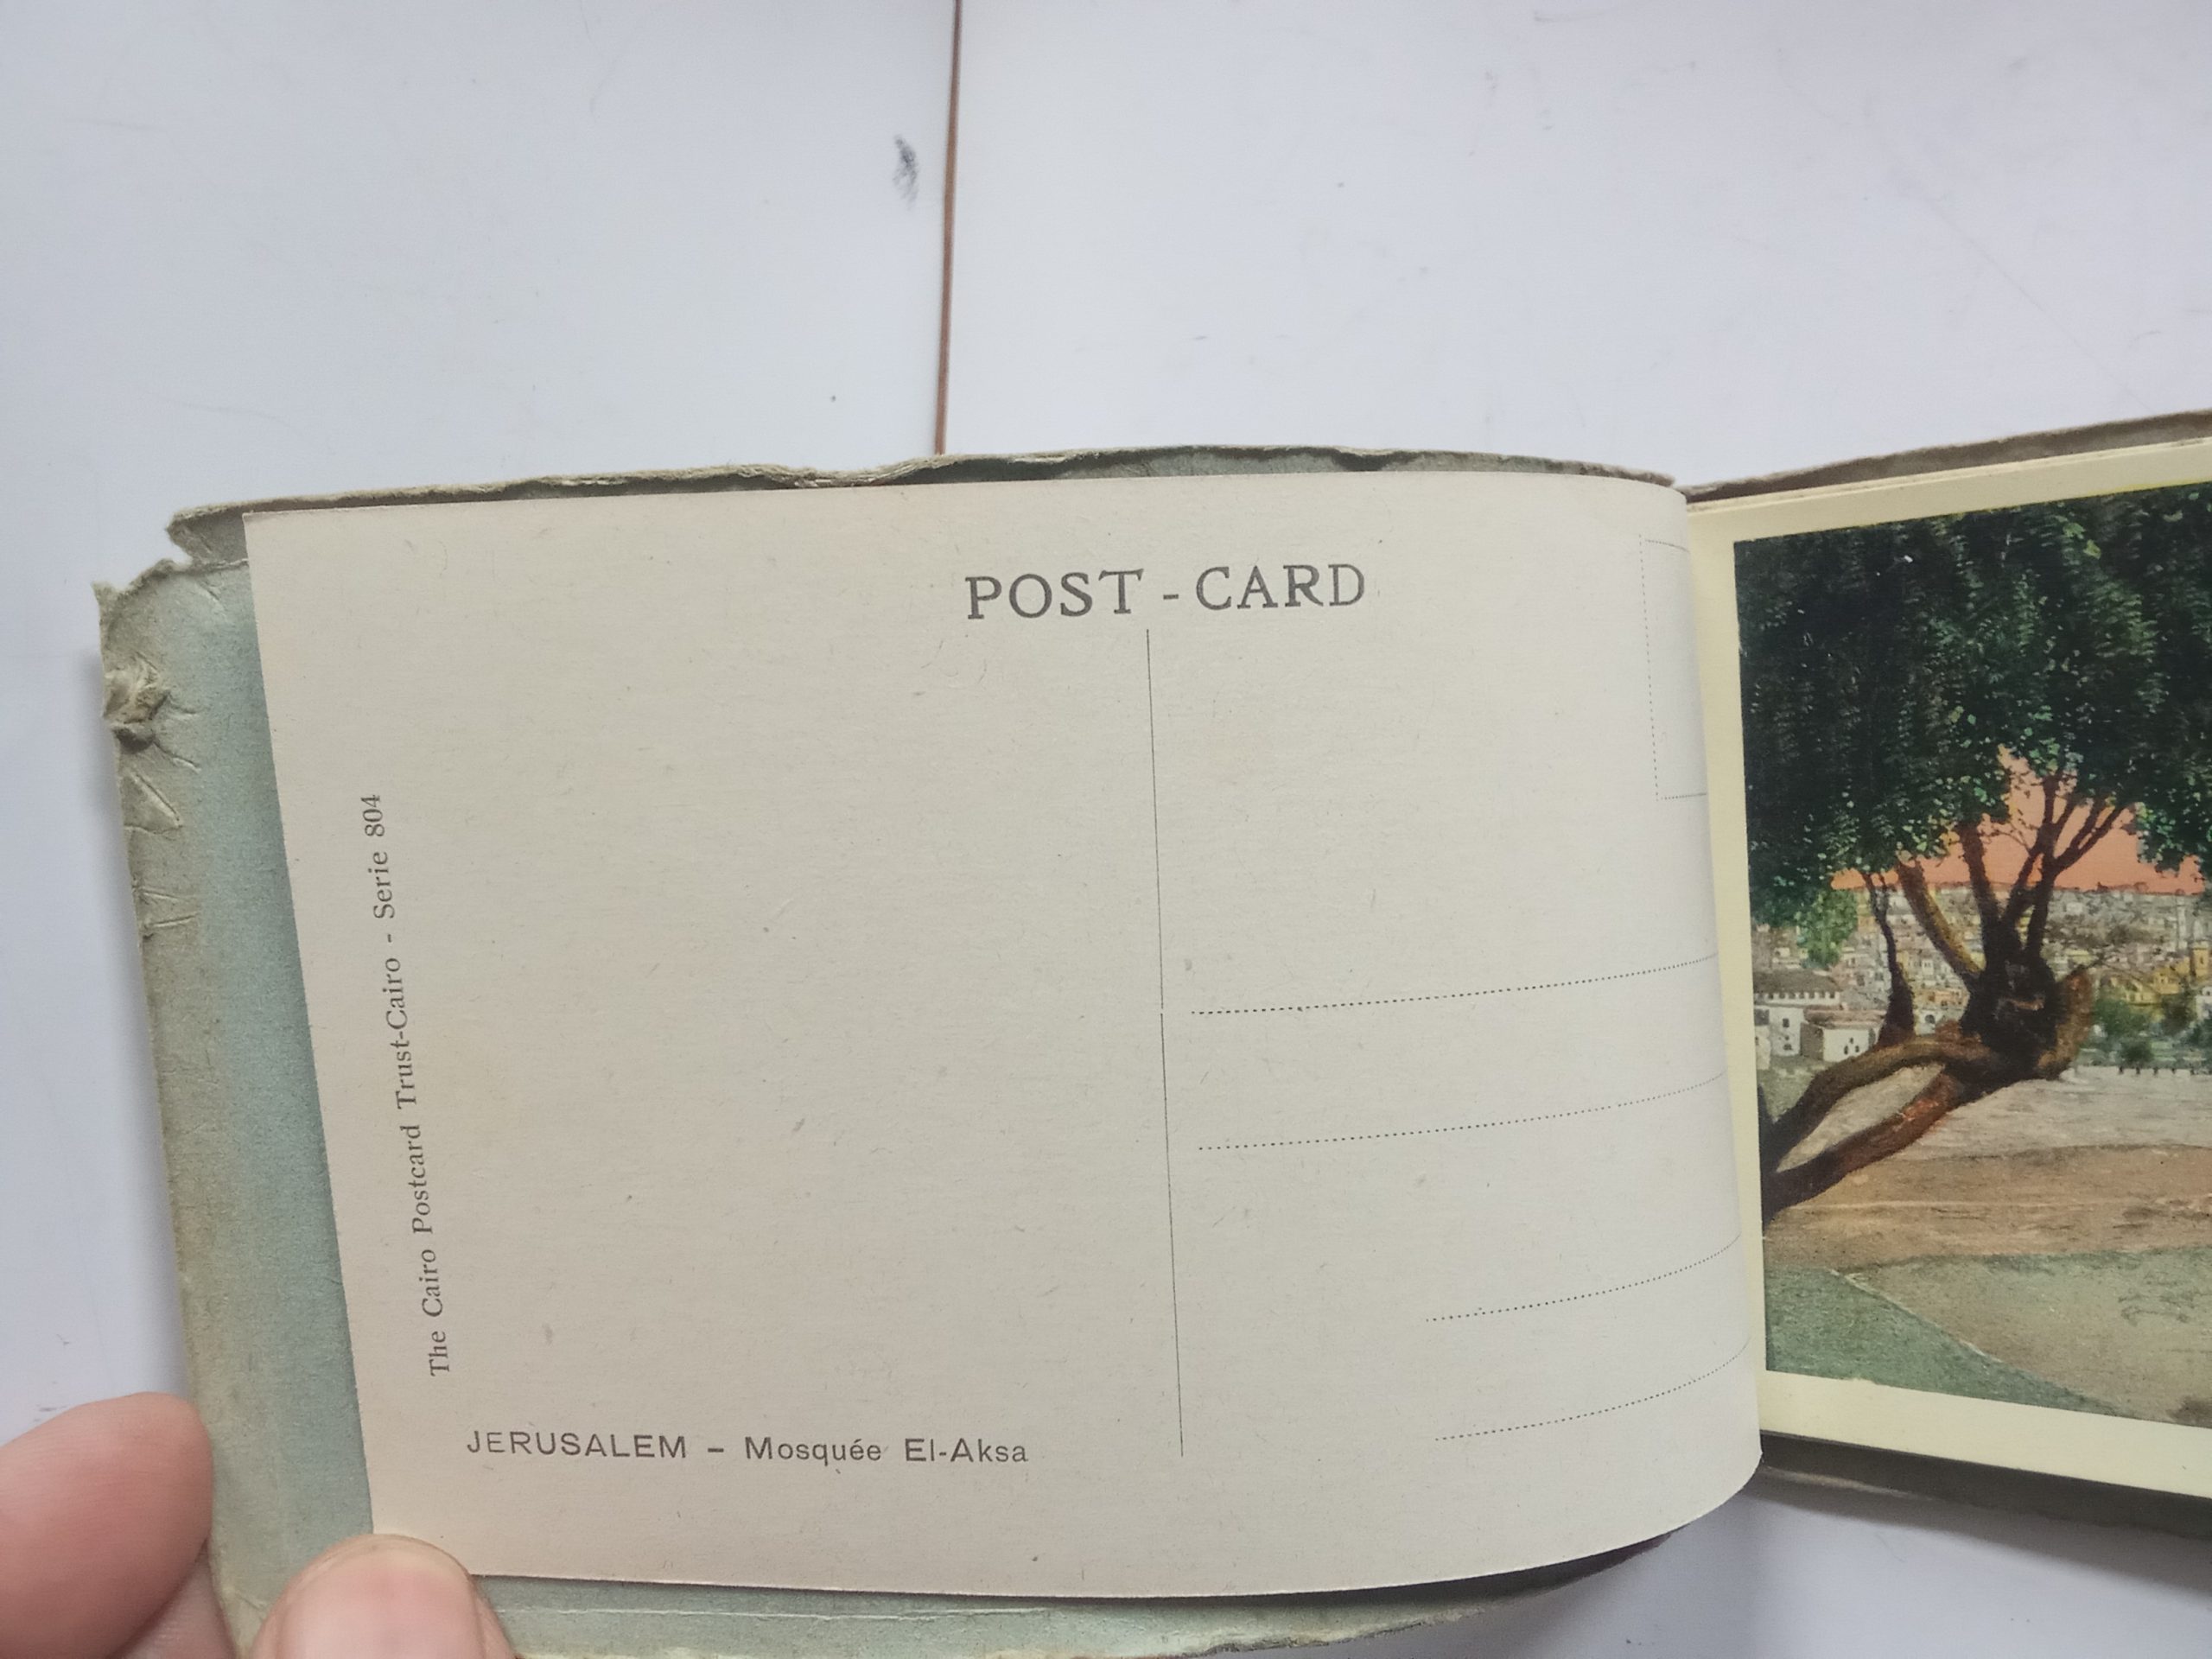 POST - CARD
The Cairo Postcard Trust-Cairo - Serie 804
JERUSALEM – Mosquée El-Aksa